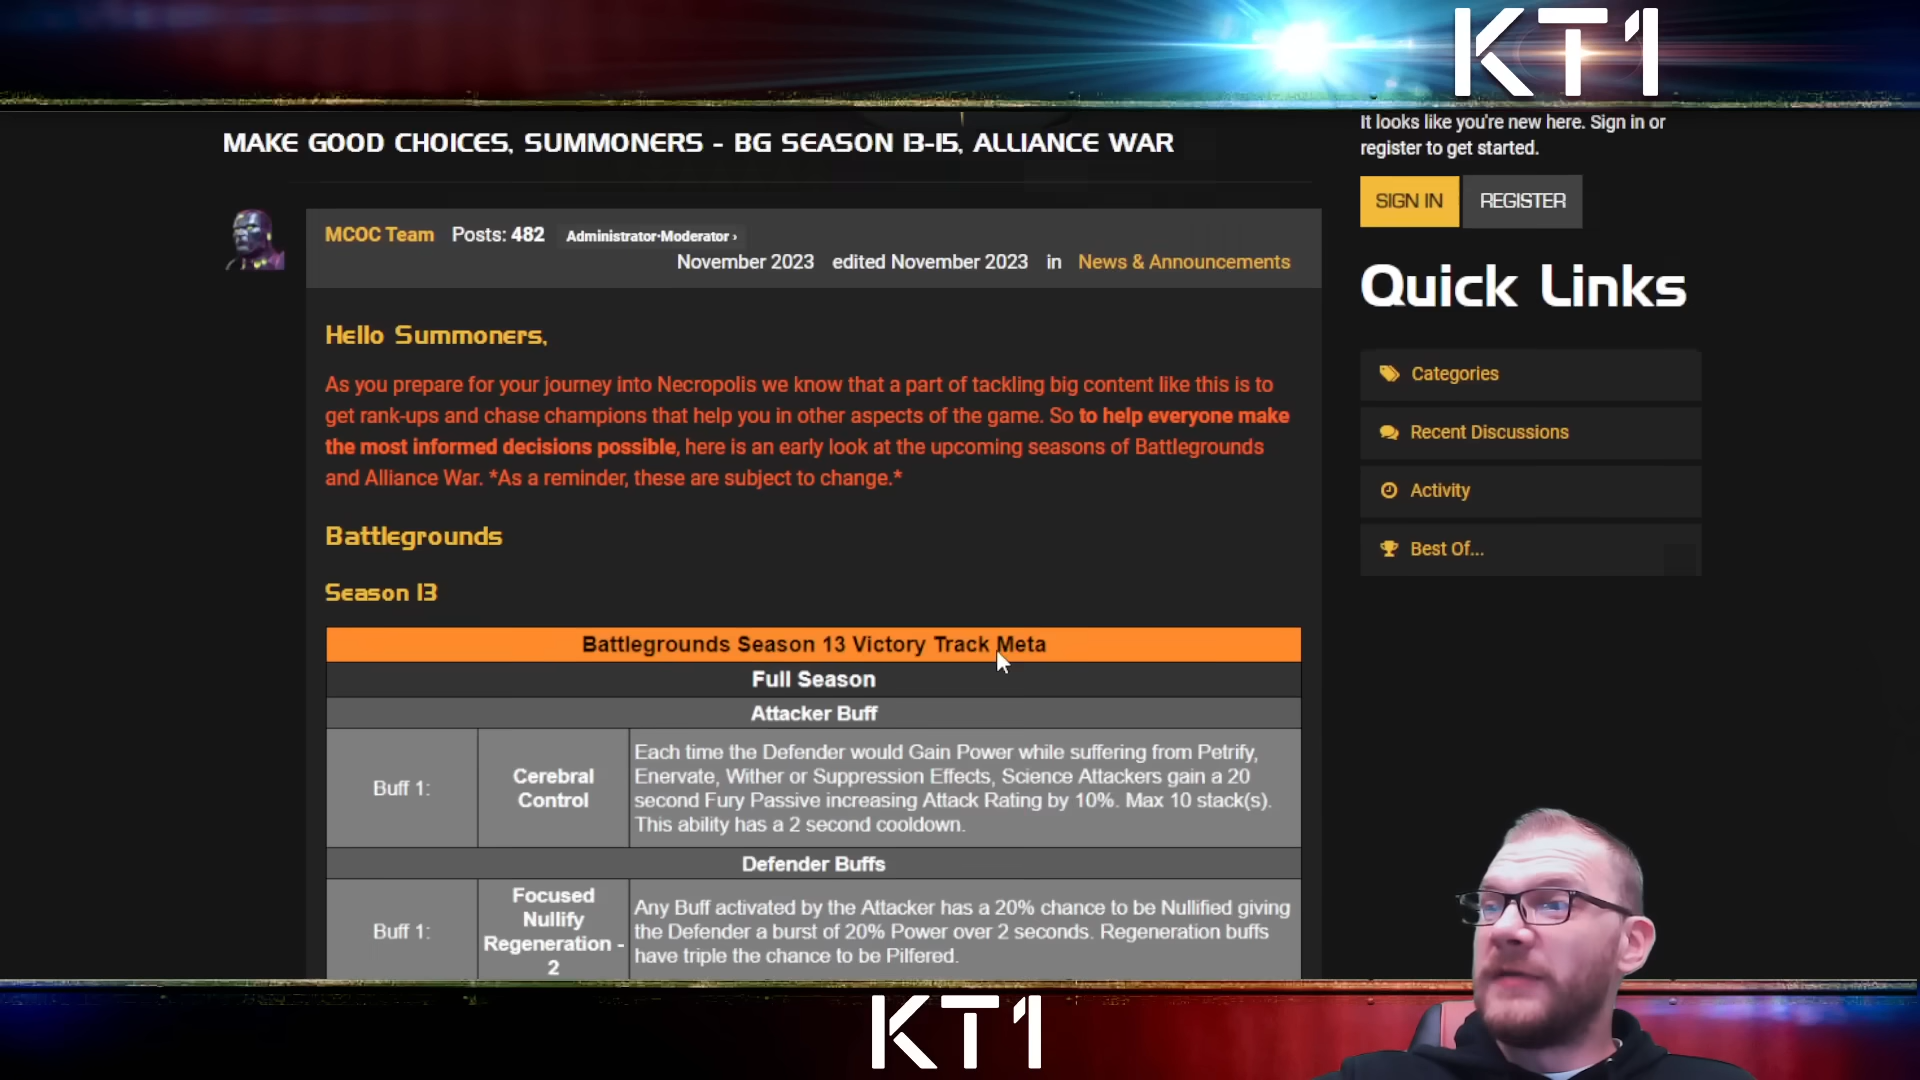 KT1
MAKE GOOD CHOICES, SUMMONERS - BG SEASON 13-15, ALLIANCE WAR
It looks like you're new here. Sign in or
register to get started.
SIGN IN
REGISTER
MCOC Team Posts: 482 Administrator·Moderator ›
November 2023 edited November 2023 in News & Announcements
Quick Links
Categories
Recent Discussions
Activity
Best Of...
Hello Summoners,
As you prepare for your journey into Necropolis we know that a part of tackling big content like this is to
get rank-ups and chase champions that help you in other aspects of the game. So to help everyone make
the most informed decisions possible, here is an early look at the upcoming seasons of Battlegrounds
and Alliance War. *As a reminder, these are subject to change.*
Battlegrounds
Season 13
Battlegrounds Season 13 Victory Track Meta
Full Season
Attacker Buff
Buff 1:
Cerebral
Control
Each time the Defender would Gain Power while suffering from Petrify,
Enervate, Wither or Suppression Effects, Science Attackers gain a 20
second Fury Passive increasing Attack Rating by 10%. Max 10 stack(s).
This ability has a 2 second cooldown.
Defender Buffs
Buff 1:
Focused
Nullify
Regeneration -
2
Any Buff activated by the Attacker has a 20% chance to be Nullified giving
the Defender a burst of 20% Power over 2 seconds. Regeneration buffs
have triple the chance to be Pilfered.
KT1